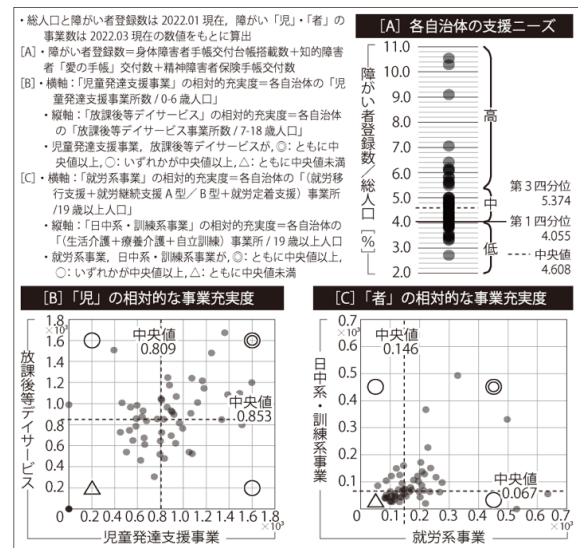 ・総人口と障がい者登録数は 2022.01 現在，障がい「児」・「者」の
事業数は 2022.03 現在の数値をもとに算出
［A］・障がい者登録数＝身体障害者手帳交付台帳搭載数＋知的障害
者「愛の手帳」交付数＋精神障害者保険手帳交付数
［B］・横軸：「児童発達支援事業」の相対的充実度＝各自治体の「児
童発達支援事業所数 / 0-6 歳人口」
・縦軸：「放課後等デイサービス」の相対的充実度＝各自治体
の「放課後等デイサービス事業所数 / 7-18 歳人口」
・児童発達支援事業，放課後等デイサービスが，◎：ともに中
央値以上，○：いずれかが中央値以上，△：ともに中央値未満
［C］・横軸：「就労系事業」の相対的充実度＝各自治体の「(就労移
行支援＋就労継続支援 A 型／ B 型＋就労定着支援）事業所
/19 歳以上人口」
・縦軸：「日中系・訓練系事業」の相対的充実度＝各自治体の
「(生活介護＋療養介護＋自立訓練）事業所 / 19 歳以上人口
・就労系事業，日中系・訓練系事業が，◎：ともに中央値以上，
○：いずれかが中央値以上，△：ともに中央値未満
［A］各自治体の支援ニーズ
障がい者登録数／総人口［%］
11.0
10.0
9.0
8.0
7.0
6.0
5.0
4.0
3.0
2.0
高
中
低
第３四分位
5.374
第１四分位
4.055
中央値
4.608
［B］「児」の相対的な事業充実度
放課後等デイサービス
×10³
1.8
1.6
1.4
1.2
1.0
0.8
0.6
0.4
0.2
0
中央値
0.809
中央値
0.853
0 0.2 0.4 0.6 0.8 1.0 1.2 1.4 1.6 1.8
×10³
児童発達支援事業
［C］「者」の相対的な事業充実度
日中系・訓練系事業
×10³
0.7
0.6
0.5
0.4
0.3
0.2
0.1
0
中央値
0.146
中央値
0.067
0 0.1 0.2 0.3 0.4 0.5 0.6 0.7
×10³
就労系事業